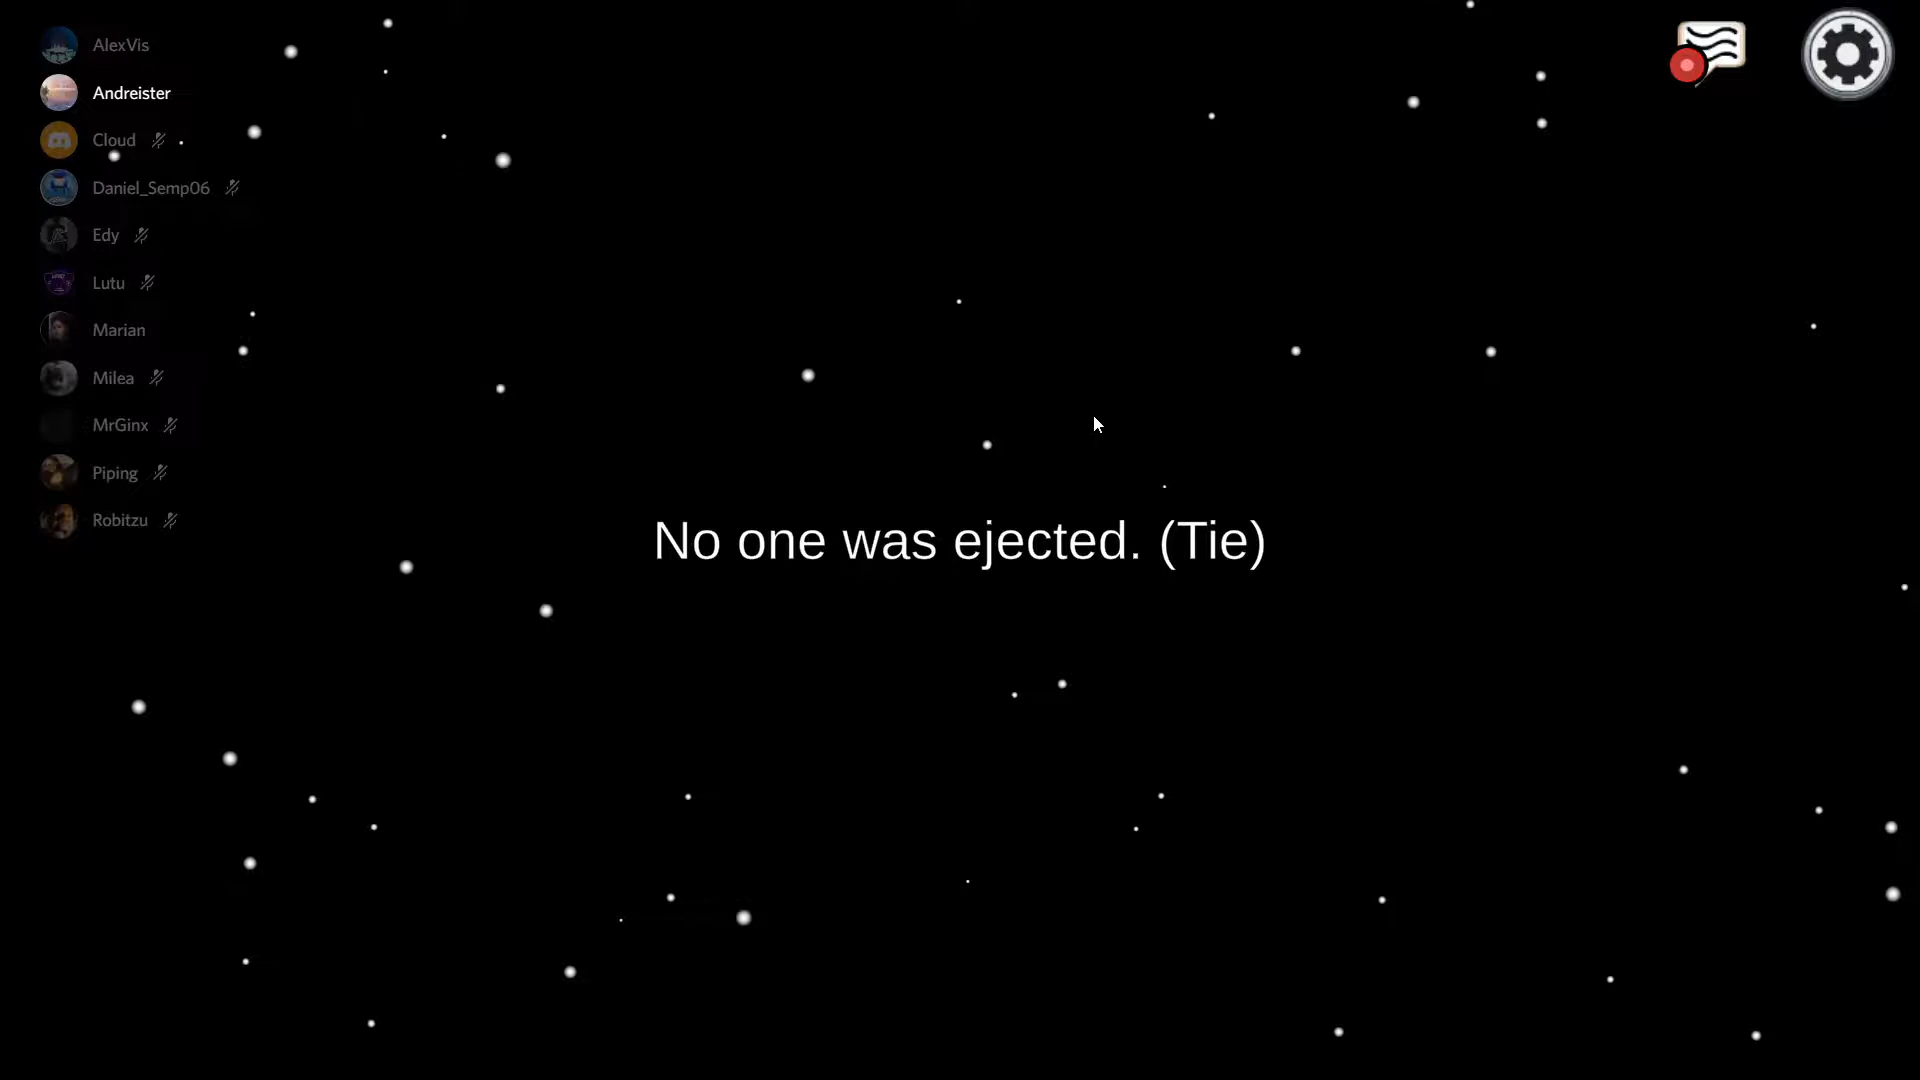 AlexVis
Andreister
Cloud
Daniel_Semp06
Edy
Lutu
Marian
Milea
MrGinx
Piping
Robitzu
No one was ejected. (Tie)